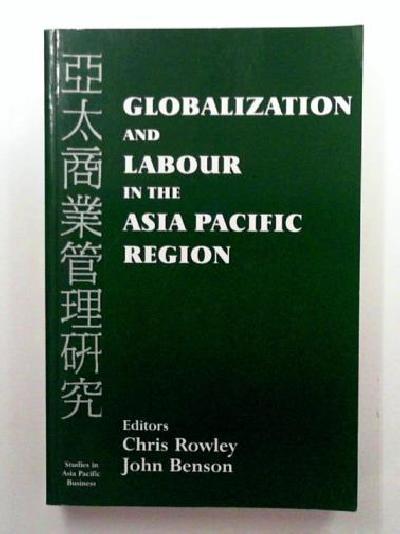 亞太商業管理硏究
GLOBALIZATION
AND
LABOUR
IN THE
ASIA PACIFIC
REGION
Editors
Chris Rowley
John Benson
Studies in
Asia Pacific
Business